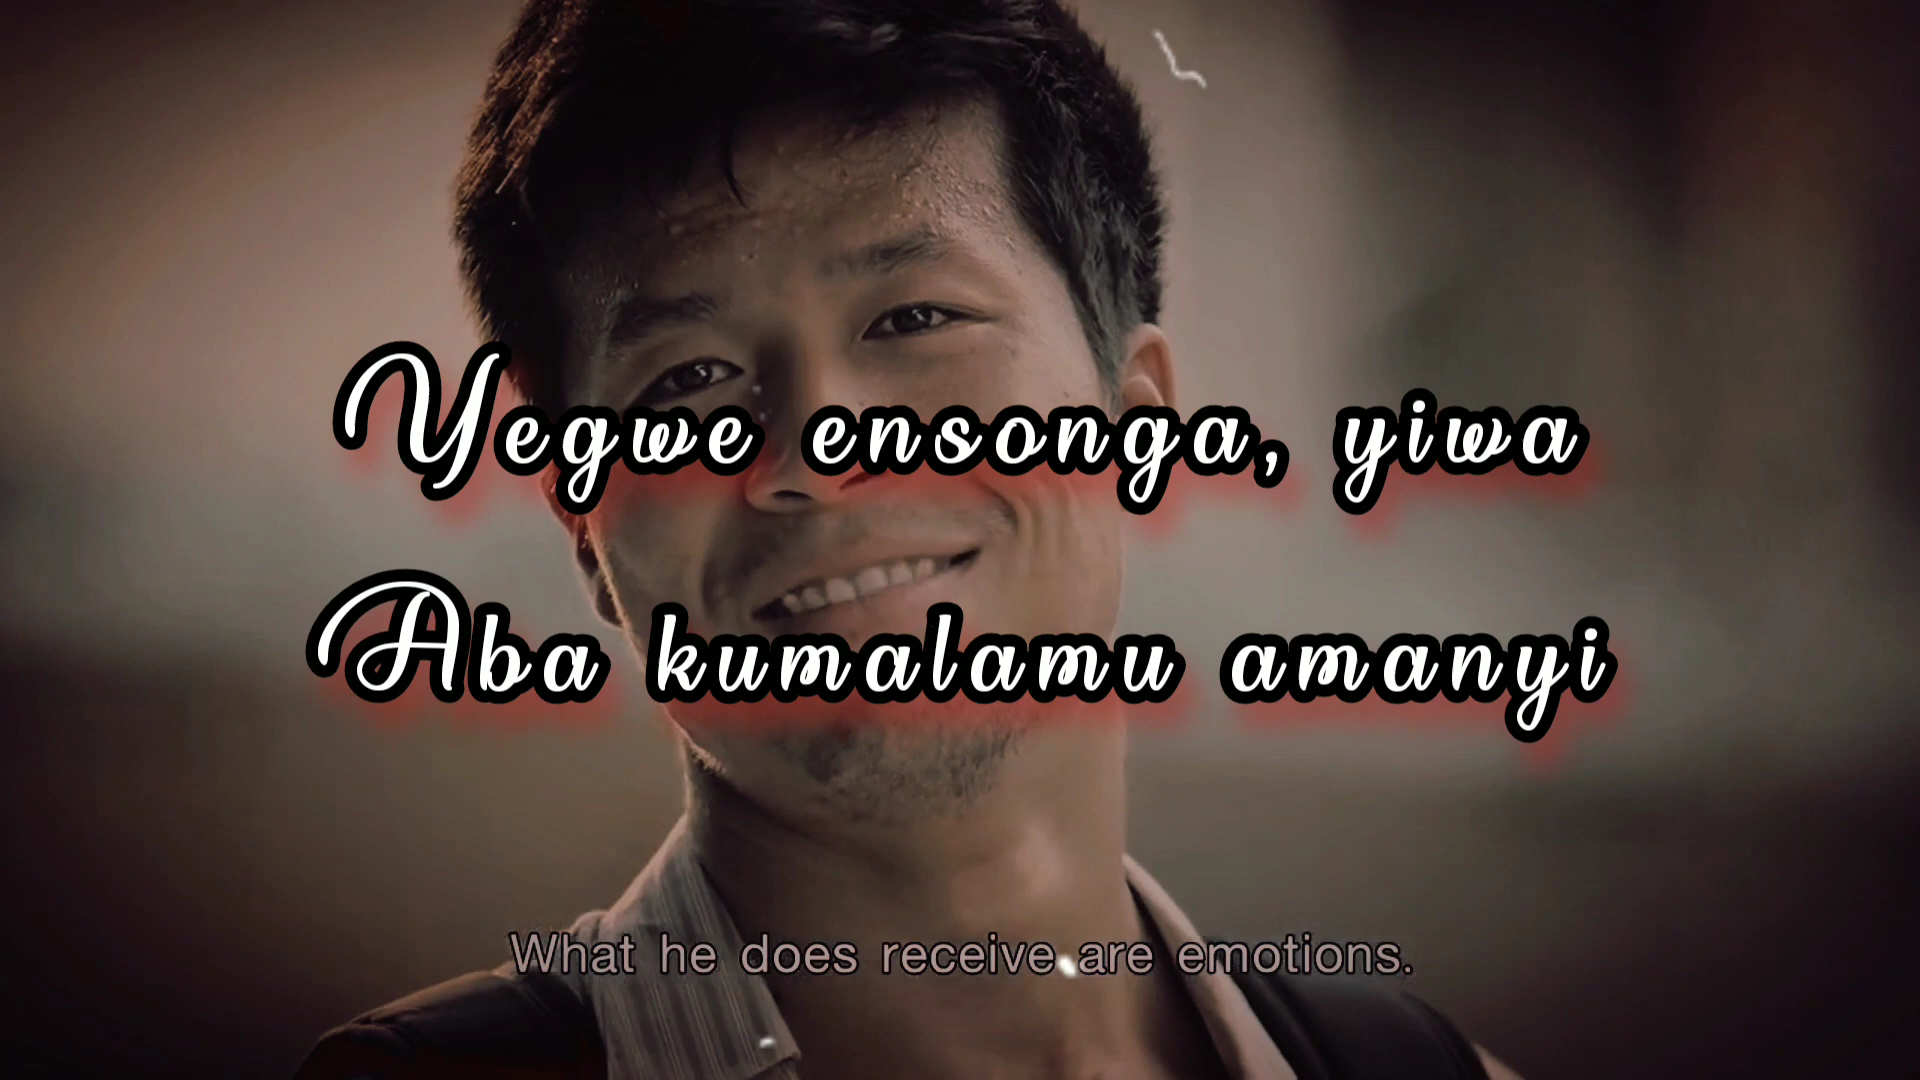 Yegwe ensonga, yiwa
Aba kumalamu amanyi
What he does receive are emotions.